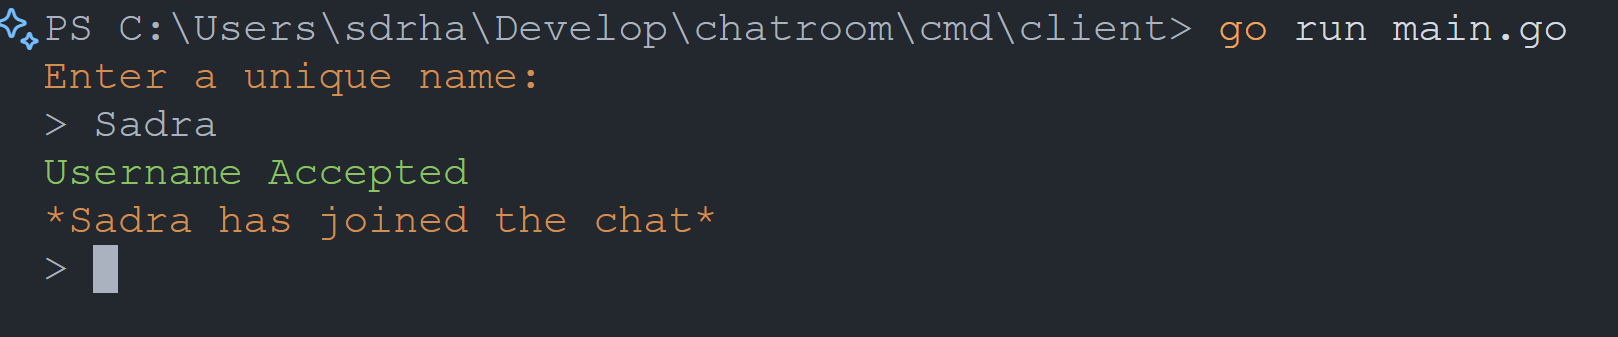 PS C:\Users\sdrha\Develop\chatroom\cmd\client> go run main.go
Enter a unique name:
> Sadra
Username Accepted
*Sadra has joined the chat*
>